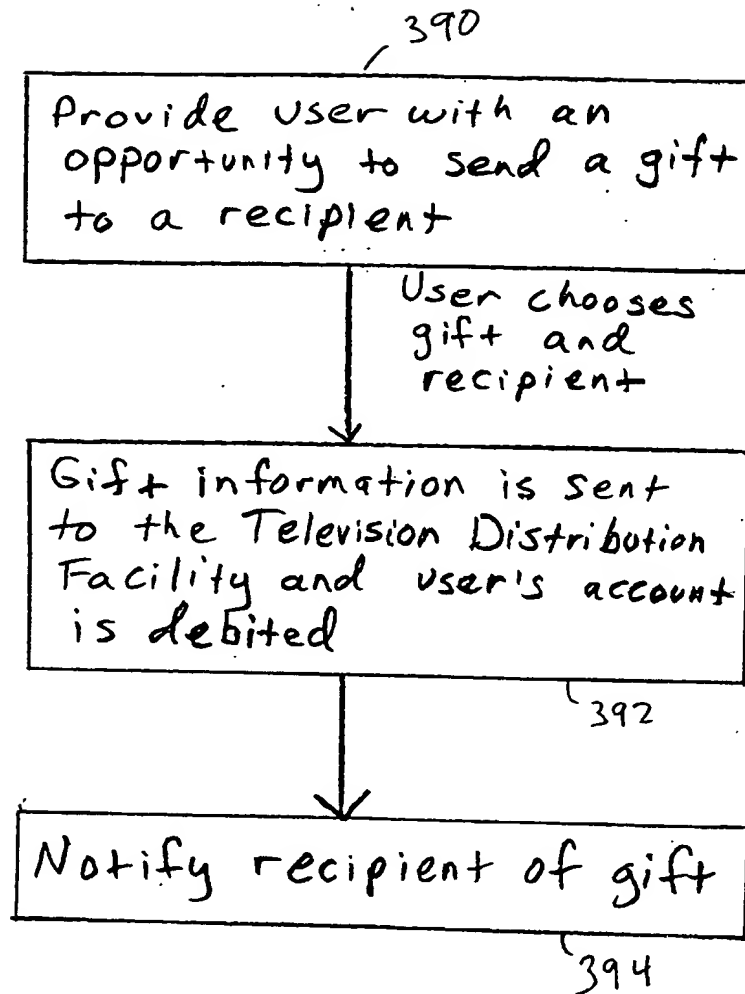 390
Provide user with an
opportunity to send a gift
to a recipient
User chooses
gift and
recipient
Gift information is sent
to the Television Distribution
Facility and user's account
is debited
392
Notify recipient of gift
394